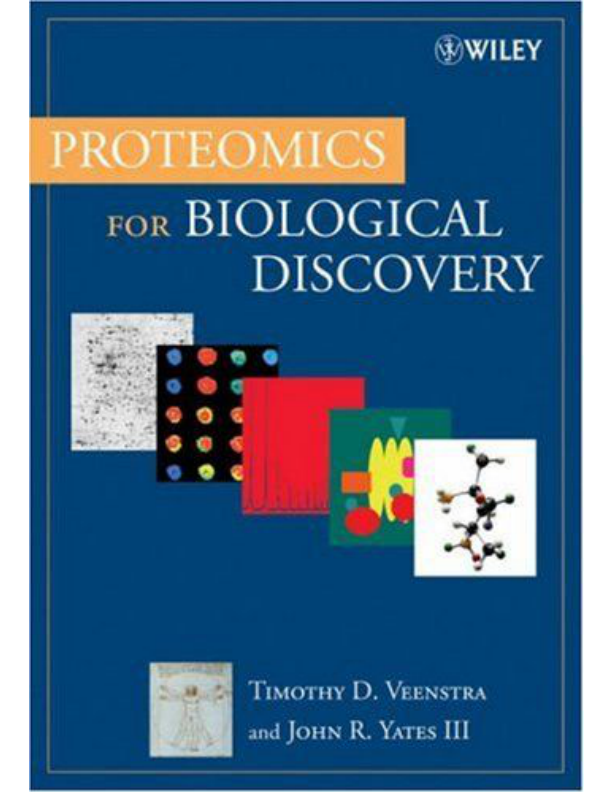 WILEY
PROTEOMICS
FOR BIOLOGICAL
DISCOVERY
TIMOTHY D. VEENSTRA
and JOHN R. YATES III